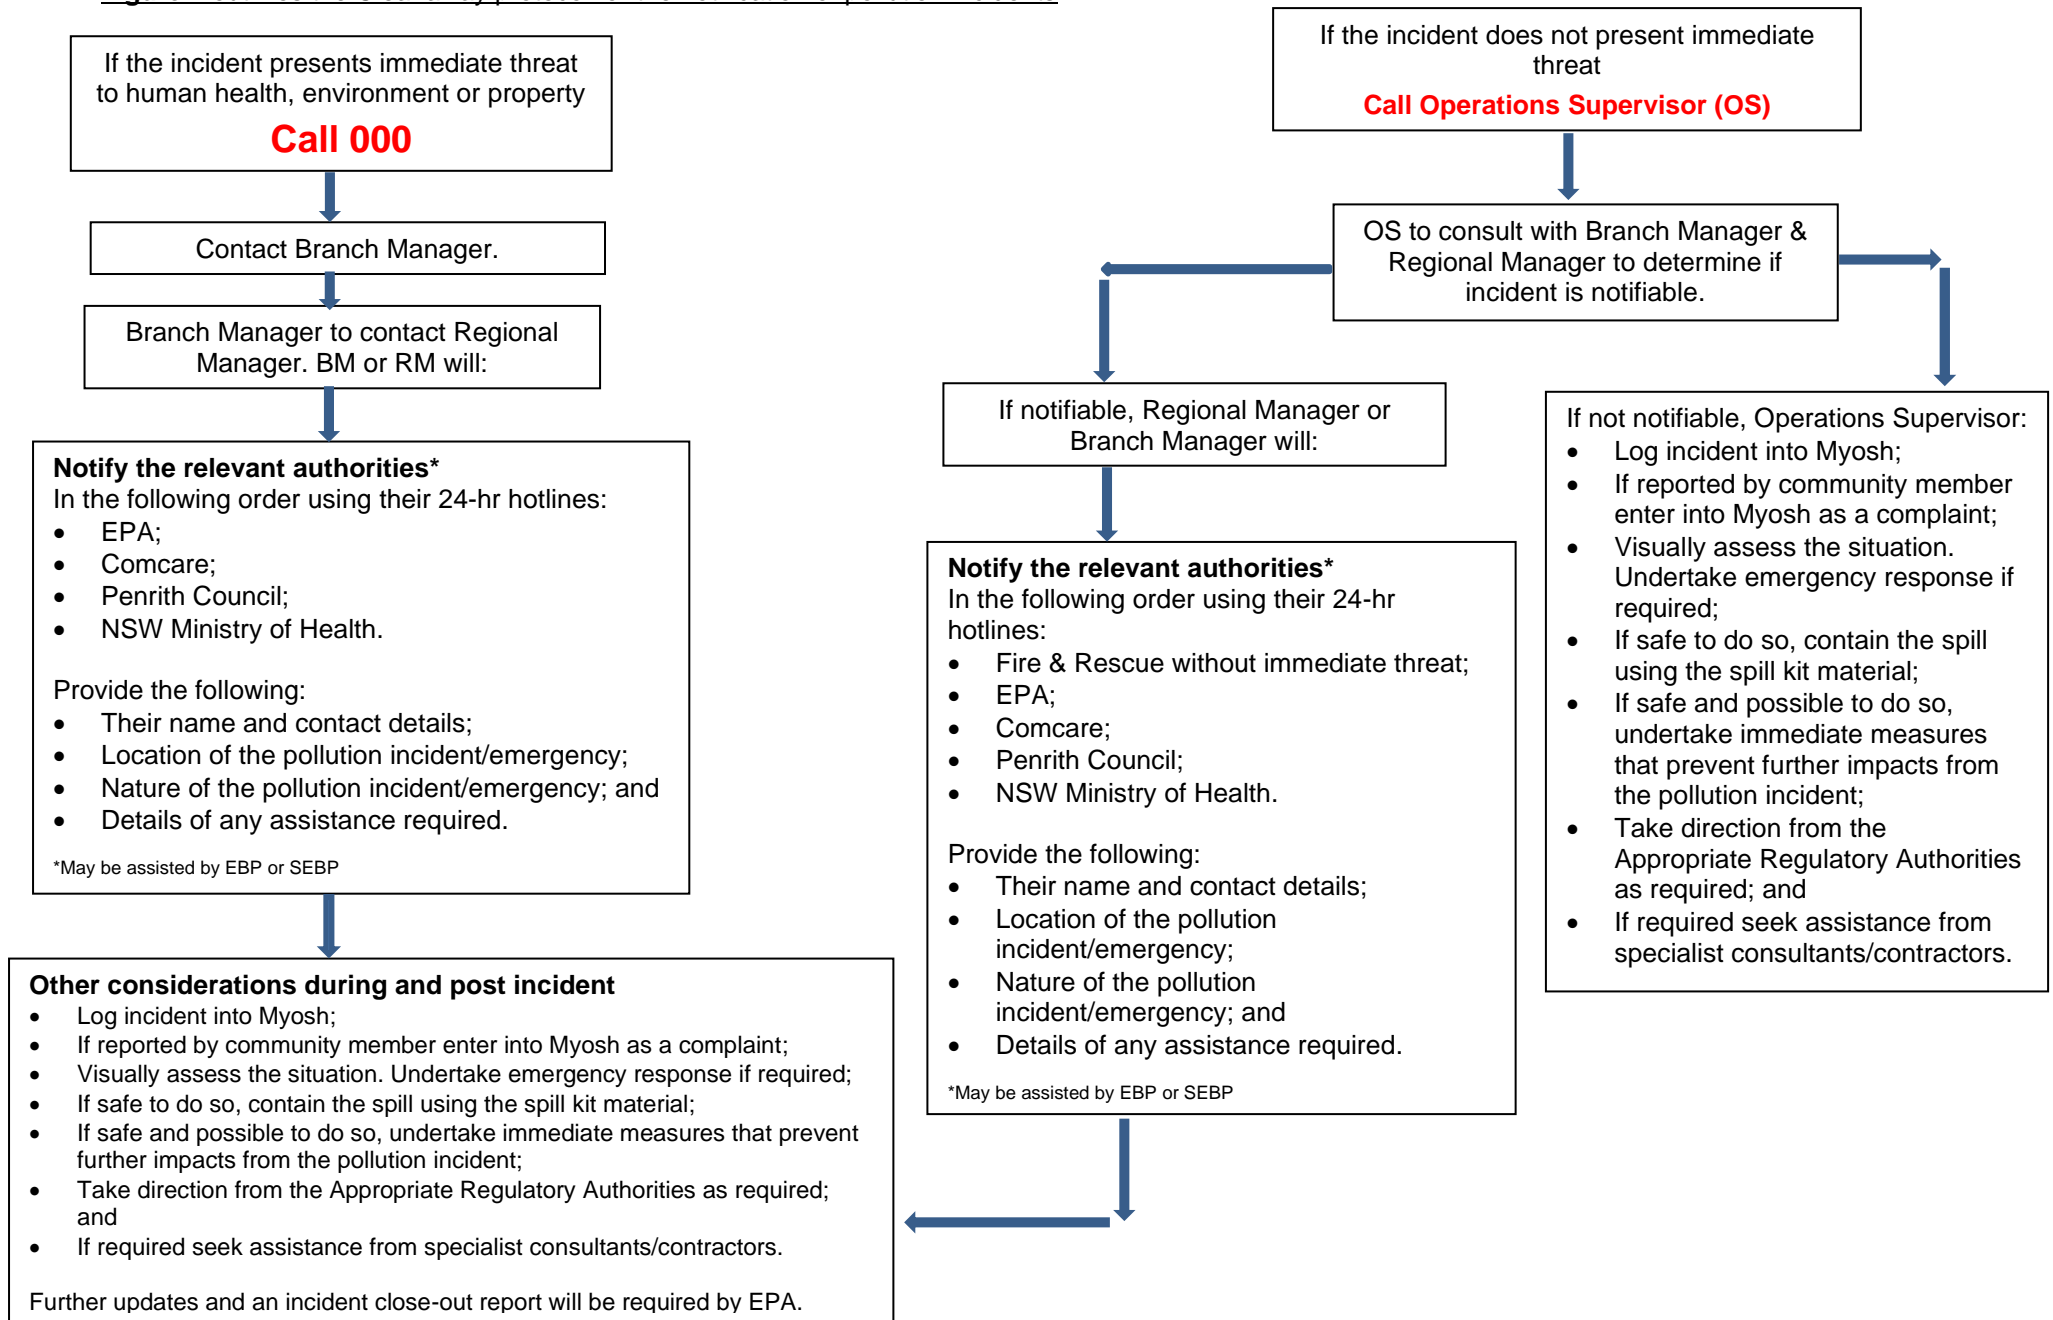 If the incident presents immediate threat
to human health, environment or property
Call 000
Contact Branch Manager.
Branch Manager to contact Regional
Manager. BM or RM will:
Notify the relevant authorities*
In the following order using their 24-hr hotlines:
• EPA;
• Comcare;
• Penrith Council;
• NSW Ministry of Health.
Provide the following:
• Their name and contact details;
• Location of the pollution incident/emergency;
• Nature of the pollution incident/emergency; and
• Details of any assistance required.
*May be assisted by EBP or SEBP
Other considerations during and post incident
• Log incident into Myosh;
• If reported by community member enter into Myosh as a complaint;
• Visually assess the situation. Undertake emergency response if required;
• If safe to do so, contain the spill using the spill kit material;
• If safe and possible to do so, undertake immediate measures that prevent
further impacts from the pollution incident;
• Take direction from the Appropriate Regulatory Authorities as required;
and
• If required seek assistance from specialist consultants/contractors.
Further updates and an incident close-out report will be required by EPA.
If the incident does not present immediate
threat
Call Operations Supervisor (OS)
OS to consult with Branch Manager &
Regional Manager to determine if
incident is notifiable.
If notifiable, Regional Manager or
Branch Manager will:
Notify the relevant authorities*
In the following order using their 24-hr
hotlines:
• Fire & Rescue without immediate threat;
• EPA;
• Comcare;
• Penrith Council;
• NSW Ministry of Health.
Provide the following:
• Their name and contact details;
• Location of the pollution
incident/emergency;
• Nature of the pollution
incident/emergency; and
• Details of any assistance required.
*May be assisted by EBP or SEBP
If not notifiable, Operations Supervisor:
• Log incident into Myosh;
• If reported by community member
enter into Myosh as a complaint;
• Visually assess the situation.
Undertake emergency response if
required;
• If safe to do so, contain the spill
using the spill kit material;
• If safe and possible to do so,
undertake immediate measures
that prevent further impacts from
the pollution incident;
• Take direction from the
Appropriate Regulatory Authorities
as required; and
• If required seek assistance from
specialist consultants/contractors.